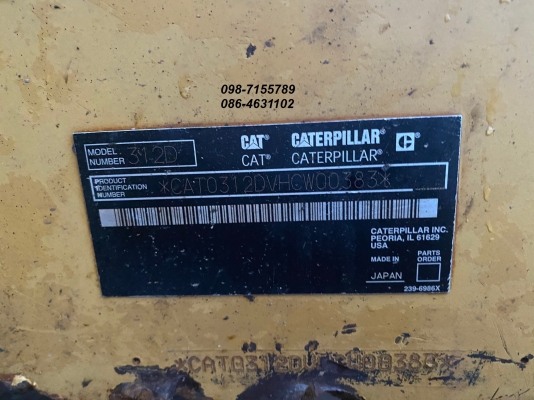 098-7155789
086-4631102
MODEL NUMBER 312D
CAT CATERPILLAR C
CAT® CATERPILLAR®
PRODUCT IDENTIFICATION NUMBER *CAT0312DVHCW00383*
CATERPILLAR INC.
PEORIA, IL 61629
USA
MADE IN PARTS ORDER
JAPAN
239-6986X